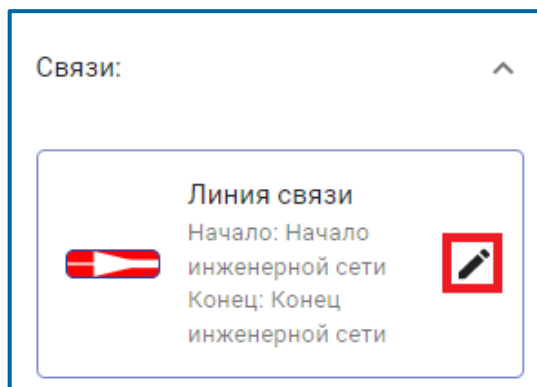 Связи:
Линия связи
Начало: Начало
инженерной сети
Конец: Конец
инженерной сети